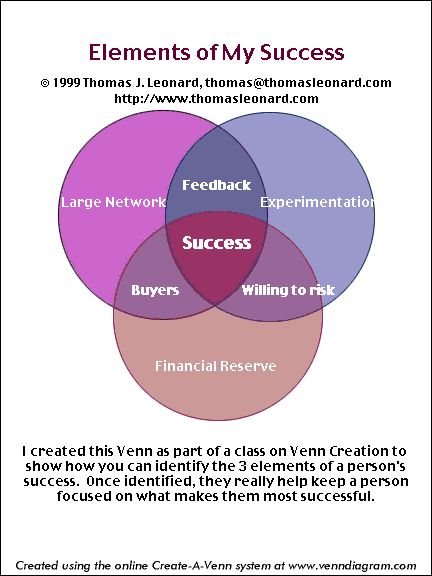 Elements of My Success
© 1999 Thomas J. Leonard, thomas@thomasleonard.com
http://www.thomasleonard.com
Feedback
Large Network
Experimentation
Success
Buyers
Willing to risk
Financial Reserve
I created this Venn as part of a class on Venn Creation to
show how you can identify the 3 elements of a person's
success.  Once identified, they really help keep a person
focused on what makes them most successful.
Created using the online Create-A-Venn system at www.venndiagram.com